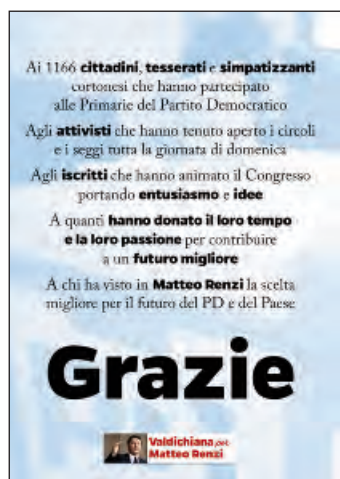 Ai 1166 cittadini, tesserati e simpatizzanti
cortonesi che hanno partecipato
alle Primarie del Partito Democratico
Agli attivisti che hanno tenuto aperto i circoli
e i seggi tutta la giornata di domenica
Agli iscritti che hanno animato il Congresso
portando entusiasmo e idee
A quanti hanno donato il loro tempo
e la loro passione per contribuire
a un futuro migliore
A chi ha visto in Matteo Renzi la scelta
migliore per il futuro del PD e del Paese
Grazie
Valdichiana per
Matteo Renzi